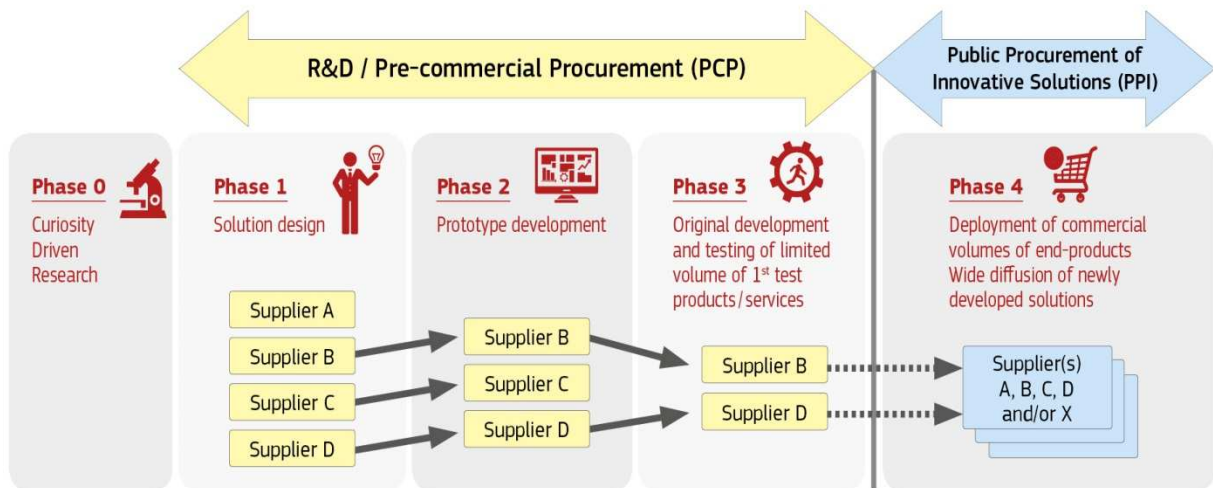 R&D / Pre-commercial Procurement (PCP)
Public Procurement of
Innovative Solutions (PPI)
Phase 0
Curiosity
Driven
Research
Phase 1
Solution design
Supplier A
Supplier B
Supplier C
Supplier D
Phase 2
Prototype development
Supplier B
Supplier C
Supplier D
Phase 3
Original development
and testing of limited
volume of 1st test
products/services
Supplier B
Supplier D
Phase 4
Deployment of commercial
volumes of end-products
Wide diffusion of newly
developed solutions
Supplier(s)
A, B, C, D
and/or X